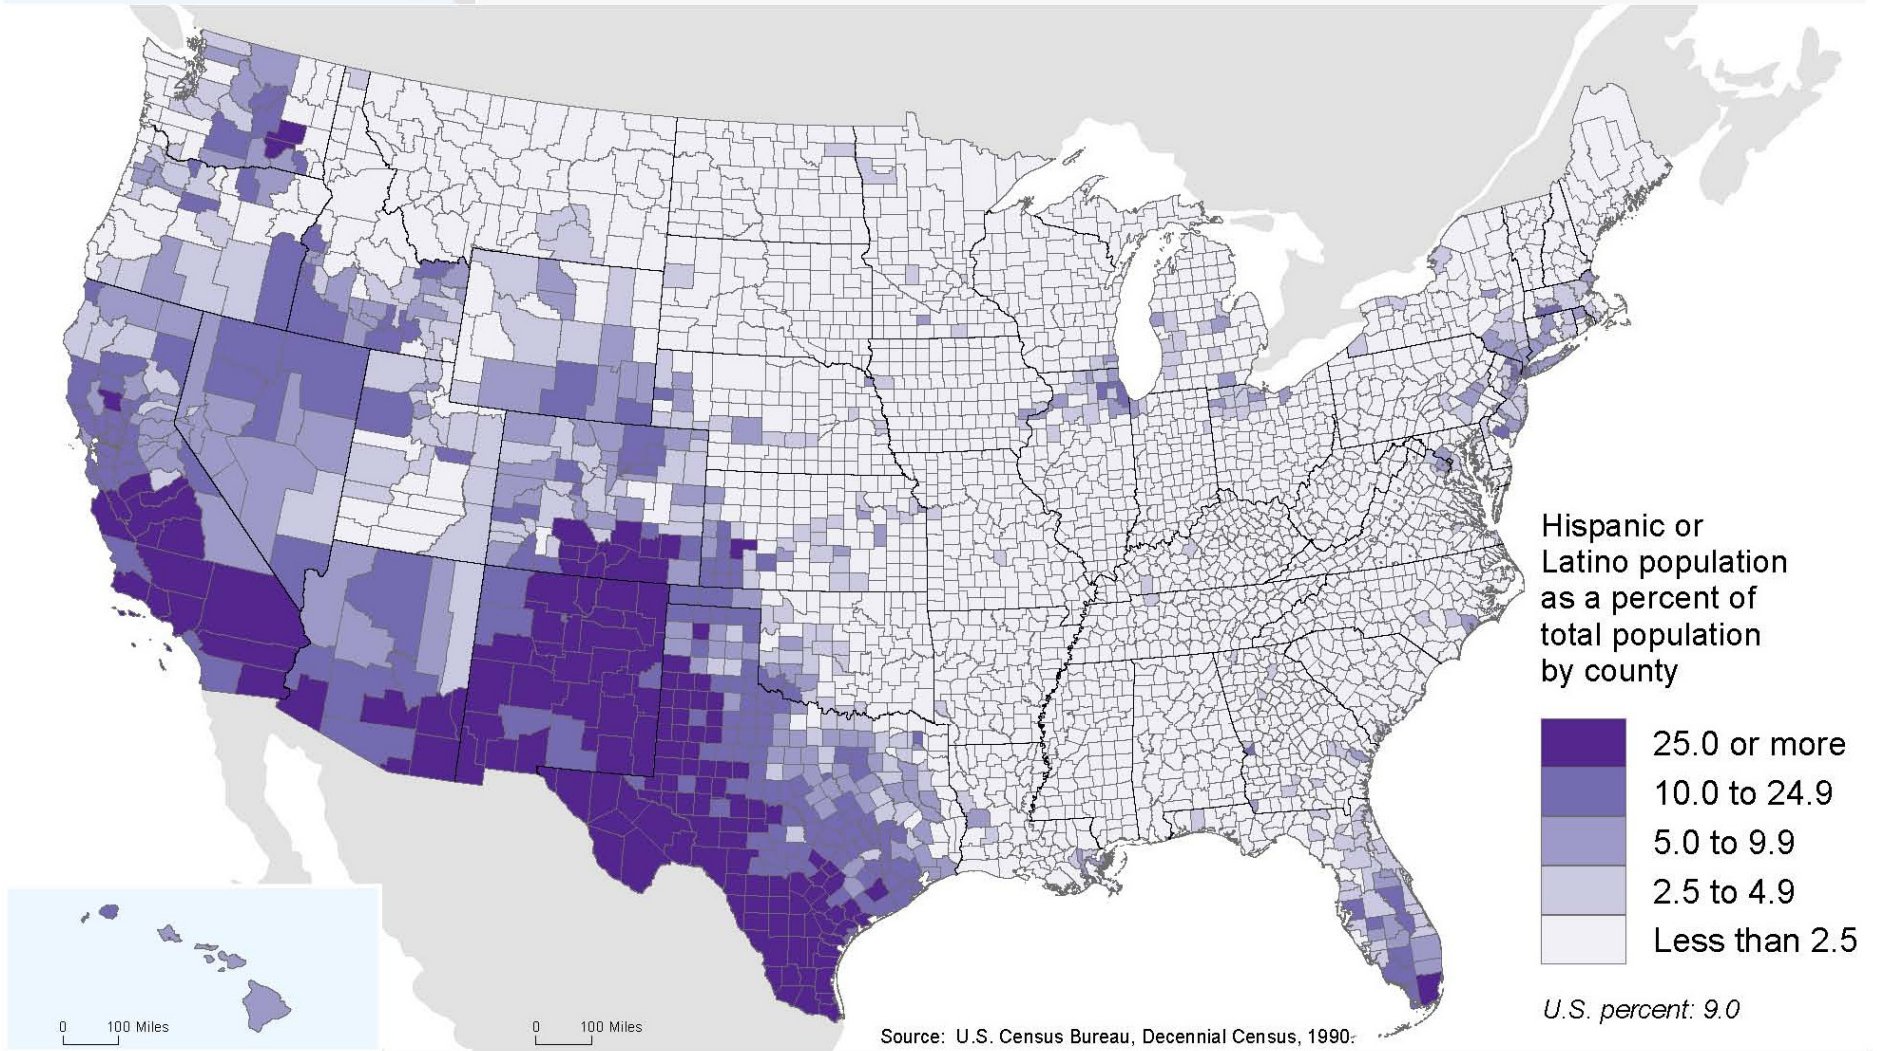 Hispanic or
Latino population
as a percent of
total population
by county
25.0 or more
10.0 to 24.9
5.0 to 9.9
2.5 to 4.9
Less than 2.5
U.S. percent: 9.0
0 100 Miles
0 100 Miles
Source: U.S. Census Bureau, Decennial Census, 1990.